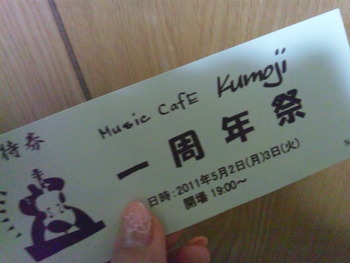 待春
Music CafE Kumoji
一周年祭
日時:2011年5月2日(月)3日(火)
開場 19:00~
N